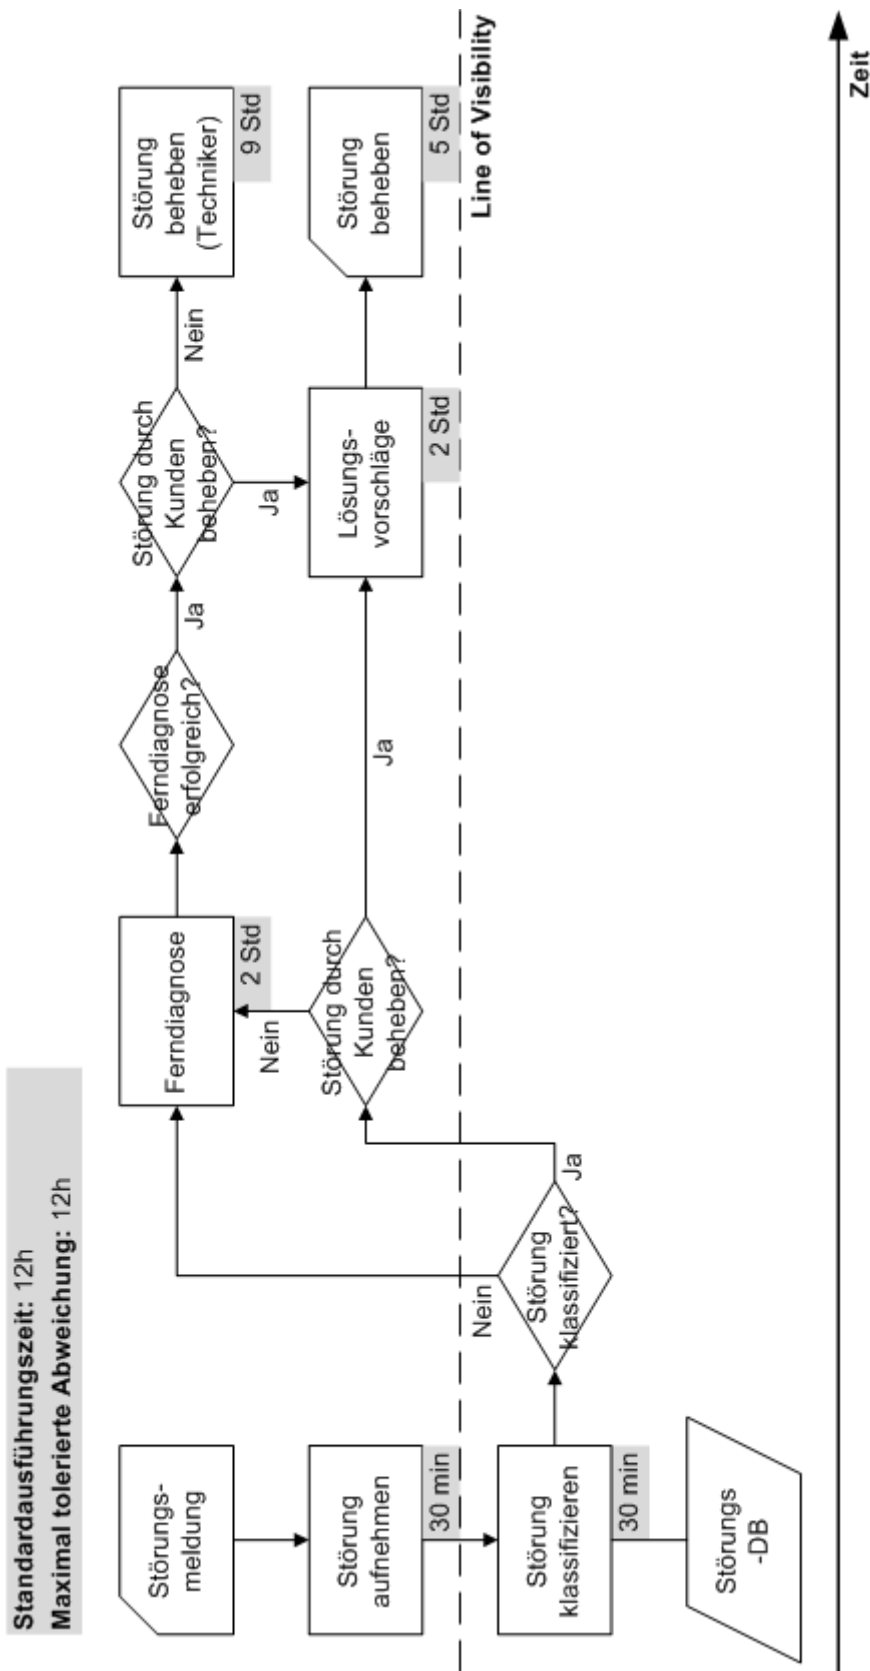 Standardausführungszeit: 12h
Maximal tolerierte Abweichung: 12h
Störungs-
meldung
Störung
aufnehmen
30 min
Störung
klassifizieren
30 min
Störungs
-DB
Störung
klassifiziert?
Nein
Ja
Störung durch
Kunden
beheben?
Nein
Ja
Ferndiagnose
2 Std
Ferndiagnose
erfolgreich?
Ja
Störung durch
Kunden
beheben?
Nein
Ja
Lösungs-
vorschläge
2 Std
Störung
beheben
(Techniker)
9 Std
Störung
beheben
5 Std
Line of Visibility
Zeit